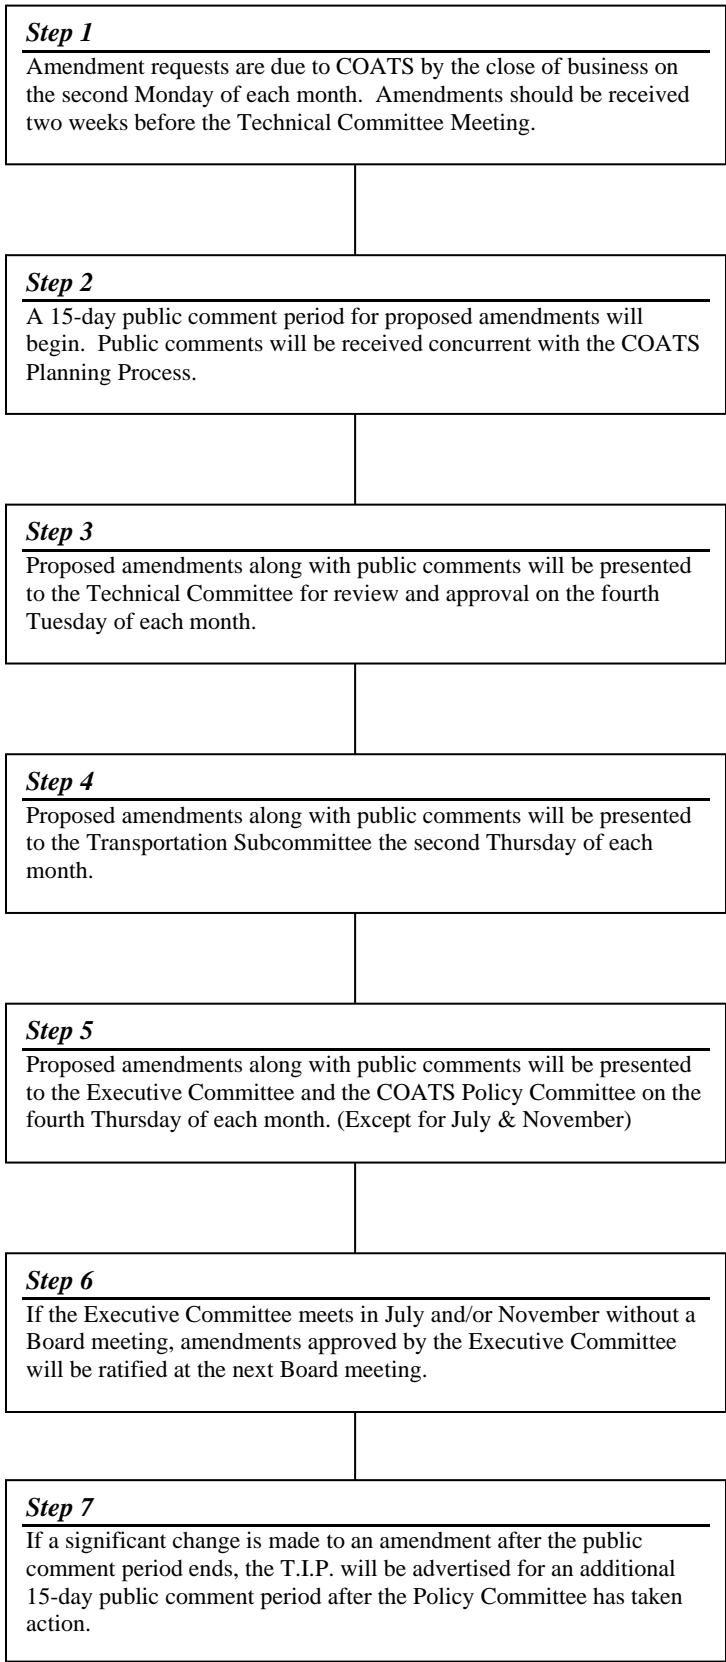 Step 1
Amendment requests are due to COATS by the close of business on
the second Monday of each month.  Amendments should be received
two weeks before the Technical Committee Meeting.
Step 2
A 15-day public comment period for proposed amendments will
begin.  Public comments will be received concurrent with the COATS
Planning Process.
Step 3
Proposed amendments along with public comments will be presented
to the Technical Committee for review and approval on the fourth
Tuesday of each month.
Step 4
Proposed amendments along with public comments will be presented
to the Transportation Subcommittee the second Thursday of each
month.
Step 5
Proposed amendments along with public comments will be presented
to the Executive Committee and the COATS Policy Committee on the
fourth Thursday of each month. (Except for July & November)
Step 6
If the Executive Committee meets in July and/or November without a
Board meeting, amendments approved by the Executive Committee
will be ratified at the next Board meeting.
Step 7
If a significant change is made to an amendment after the public
comment period ends, the T.I.P. will be advertised for an additional
15-day public comment period after the Policy Committee has taken
action.